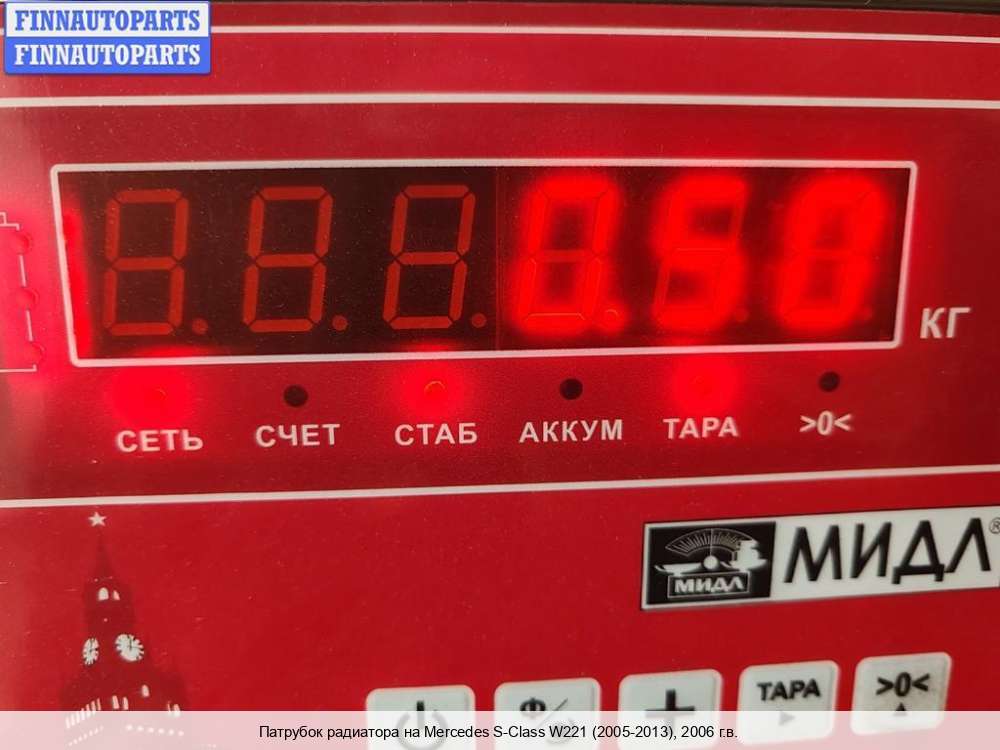 FINNAUTOPARTS
FINNAUTOPARTS
0.50
КГ
СЕТЬ СЧЕТ СТАБ АККУМ ТАРА >0<
МИДЛ МИДЛ®
ТАРА >0<
Патрубок радиатора на Mercedes S-Class W221 (2005-2013), 2006 г.в.